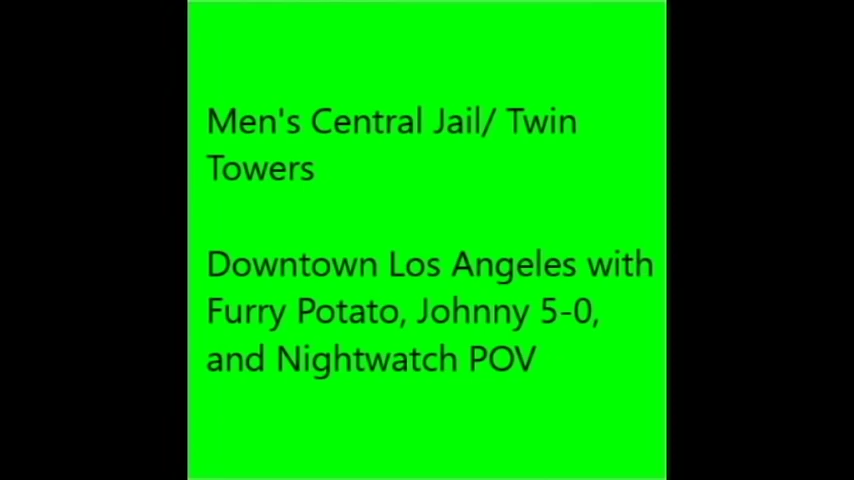 Men's Central Jail/ Twin
Towers
Downtown Los Angeles with
Furry Potato, Johnny 5-0,
and Nightwatch POV